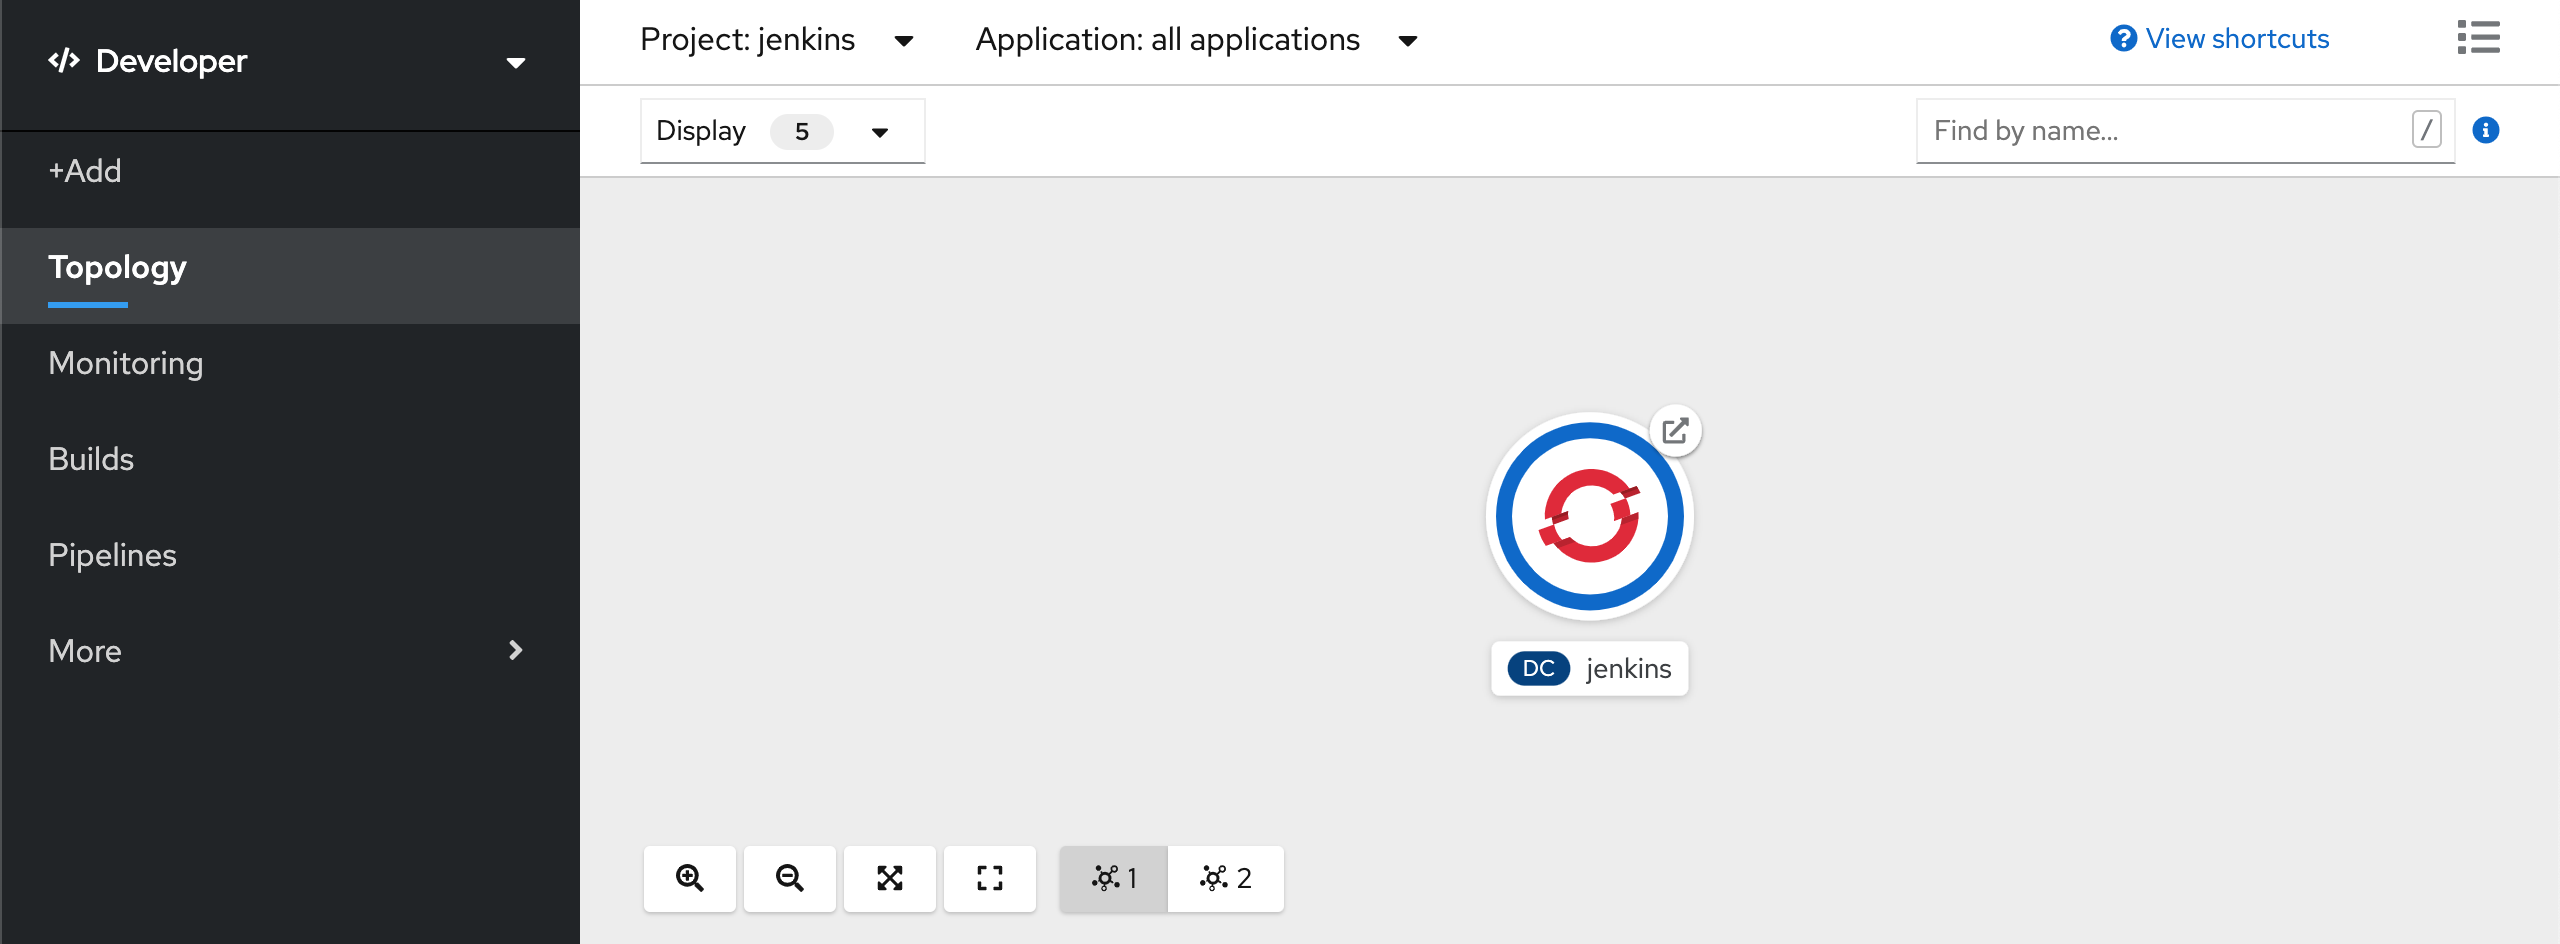 Developer
+Add
Topology
Monitoring
Builds
Pipelines
More
Project: jenkins
Application: all applications
View shortcuts
Display 5
Find by name...
/
DC jenkins
1
2